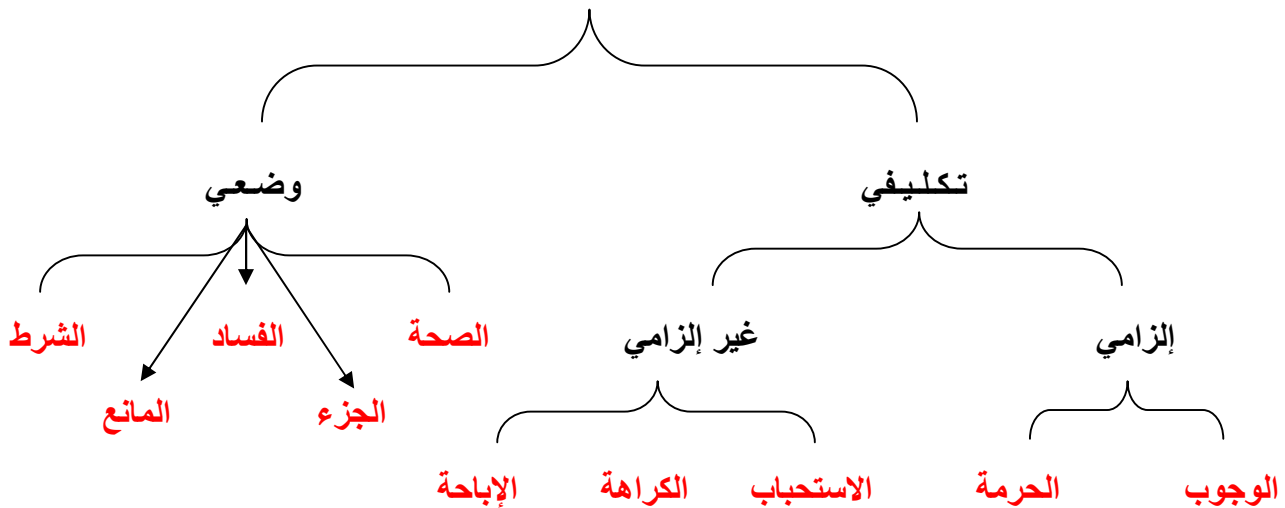 تكليفي وضعي
إلزامي غير إلزامي الصحة الفساد الشرط
الجزء المانع
الوجوب الحرمة الاستحباب الكراهة الإباحة